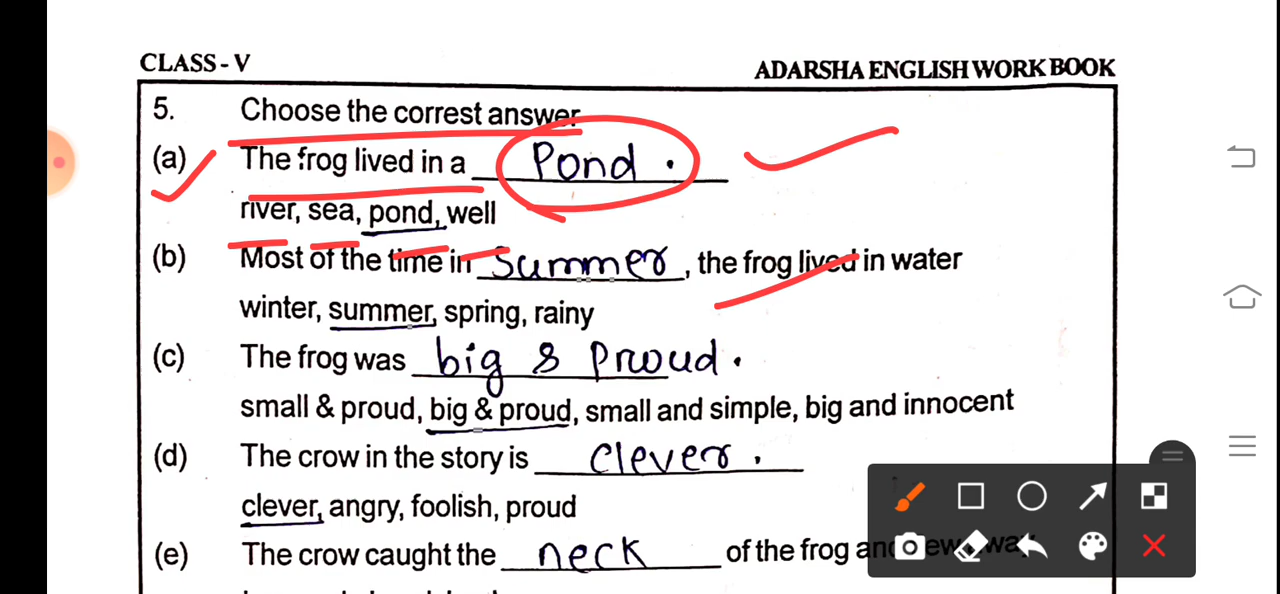 CLASS - V
ADARSHA ENGLISH WORK BOOK
5. Choose the correct answer
(a) The frog lived in a Pond.
river, sea, pond, well
(b) Most of the time in summer, the frog lived in water
winter, summer, spring, rainy
(c) The frog was big & Proud.
small & proud, big & proud, small and simple, big and innocent
(d) The crow in the story is clever.
clever, angry, foolish, proud
(e) The crow caught the neck of the frog